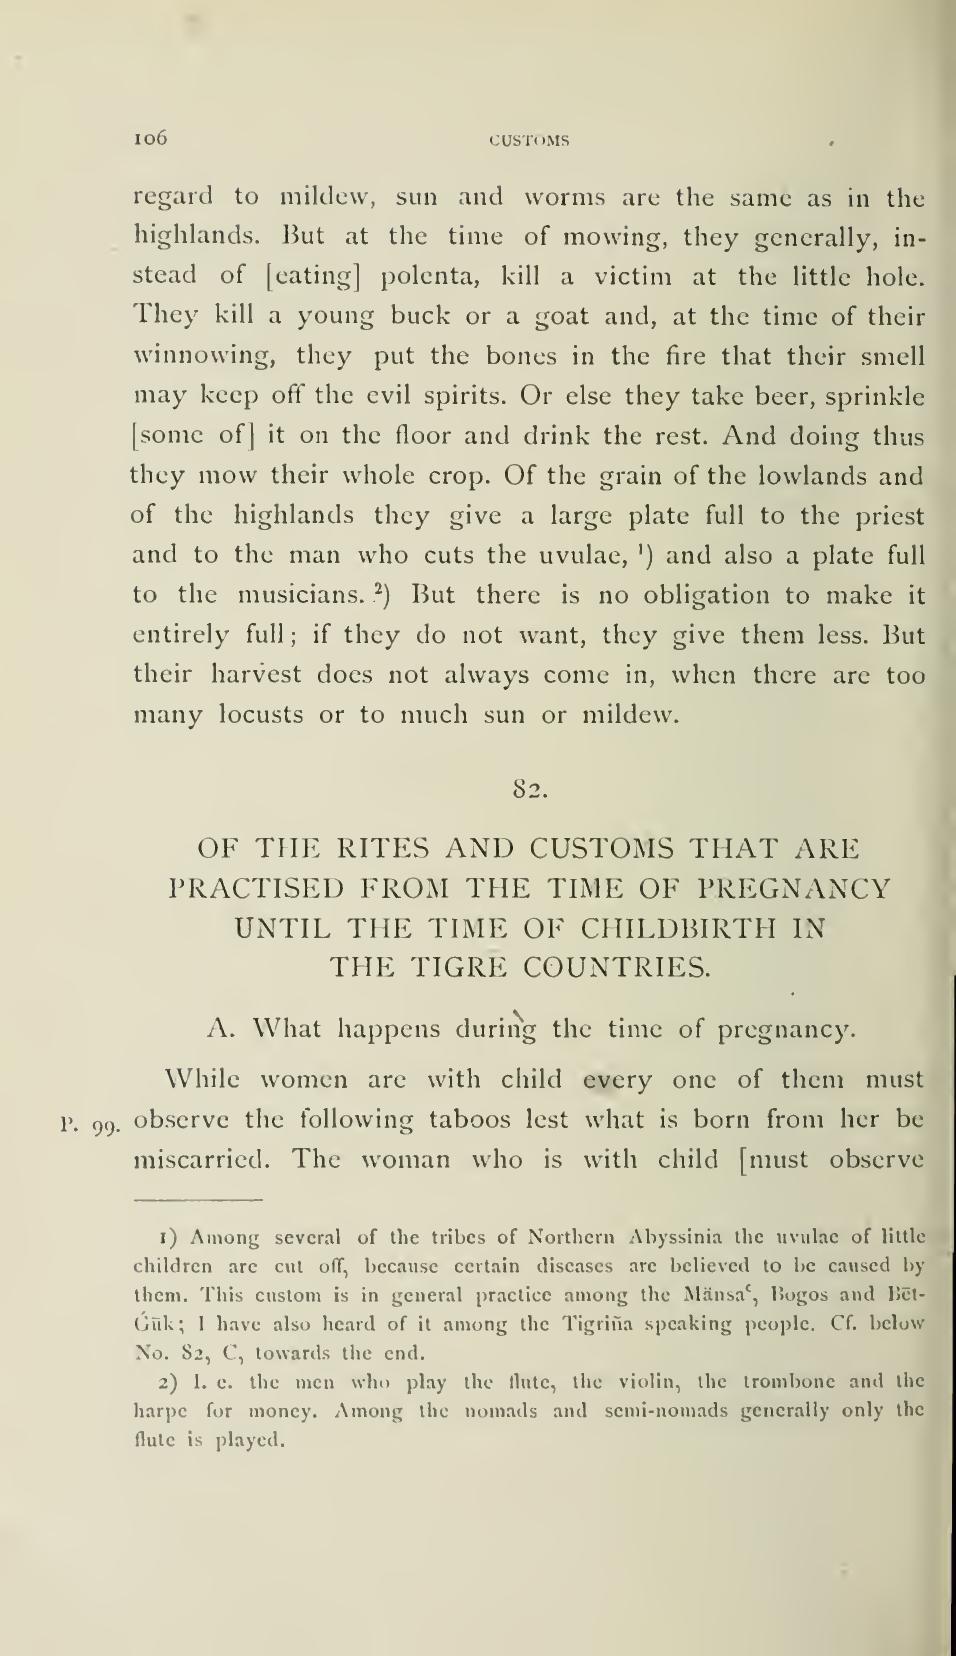 106 CUSTOMS
regard to mildew, sun and worms are the same as in the
highlands. But at the time of mowing, they generally, in-
stead of [eating] polenta, kill a victim at the little hole.
They kill a young buck or a goat and, at the time of their
winnowing, they put the bones in the fire that their smell
may keep off the evil spirits. Or else they take beer, sprinkle
[some of] it on the floor and drink the rest. And doing thus
they mow their whole crop. Of the grain of the lowlands and
of the highlands they give a large plate full to the priest
and to the man who cuts the uvulae, ¹) and also a plate full
to the musicians. ²) But there is no obligation to make it
entirely full; if they do not want, they give them less. But
their harvest does not always come in, when there are too
many locusts or to much sun or mildew.
82.
OF THE RITES AND CUSTOMS THAT ARE
PRACTISED FROM THE TIME OF PREGNANCY
UNTIL THE TIME OF CHILDBIRTH IN
THE TIGRĒ COUNTRIES.
A. What happens during the time of pregnancy.
While women are with child every one of them must
P. 99. observe the following taboos lest what is born from her be
miscarried. The woman who is with child [must observe
1) Among several of the tribes of Northern Abyssinia the uvulae of little
children are cut off, because certain diseases are believed to be caused by
them. This custom is in general practice among the Mänsaʿ, Bogos and Bēt-
Ǵūk; I have also heard of it among the Tigriña speaking people. Cf. below
No. 82, C, towards the end.
2) I. e. the men who play the flute, the violin, the trombone and the
harpe for money. Among the nomads and semi-nomads generally only the
flute is played.